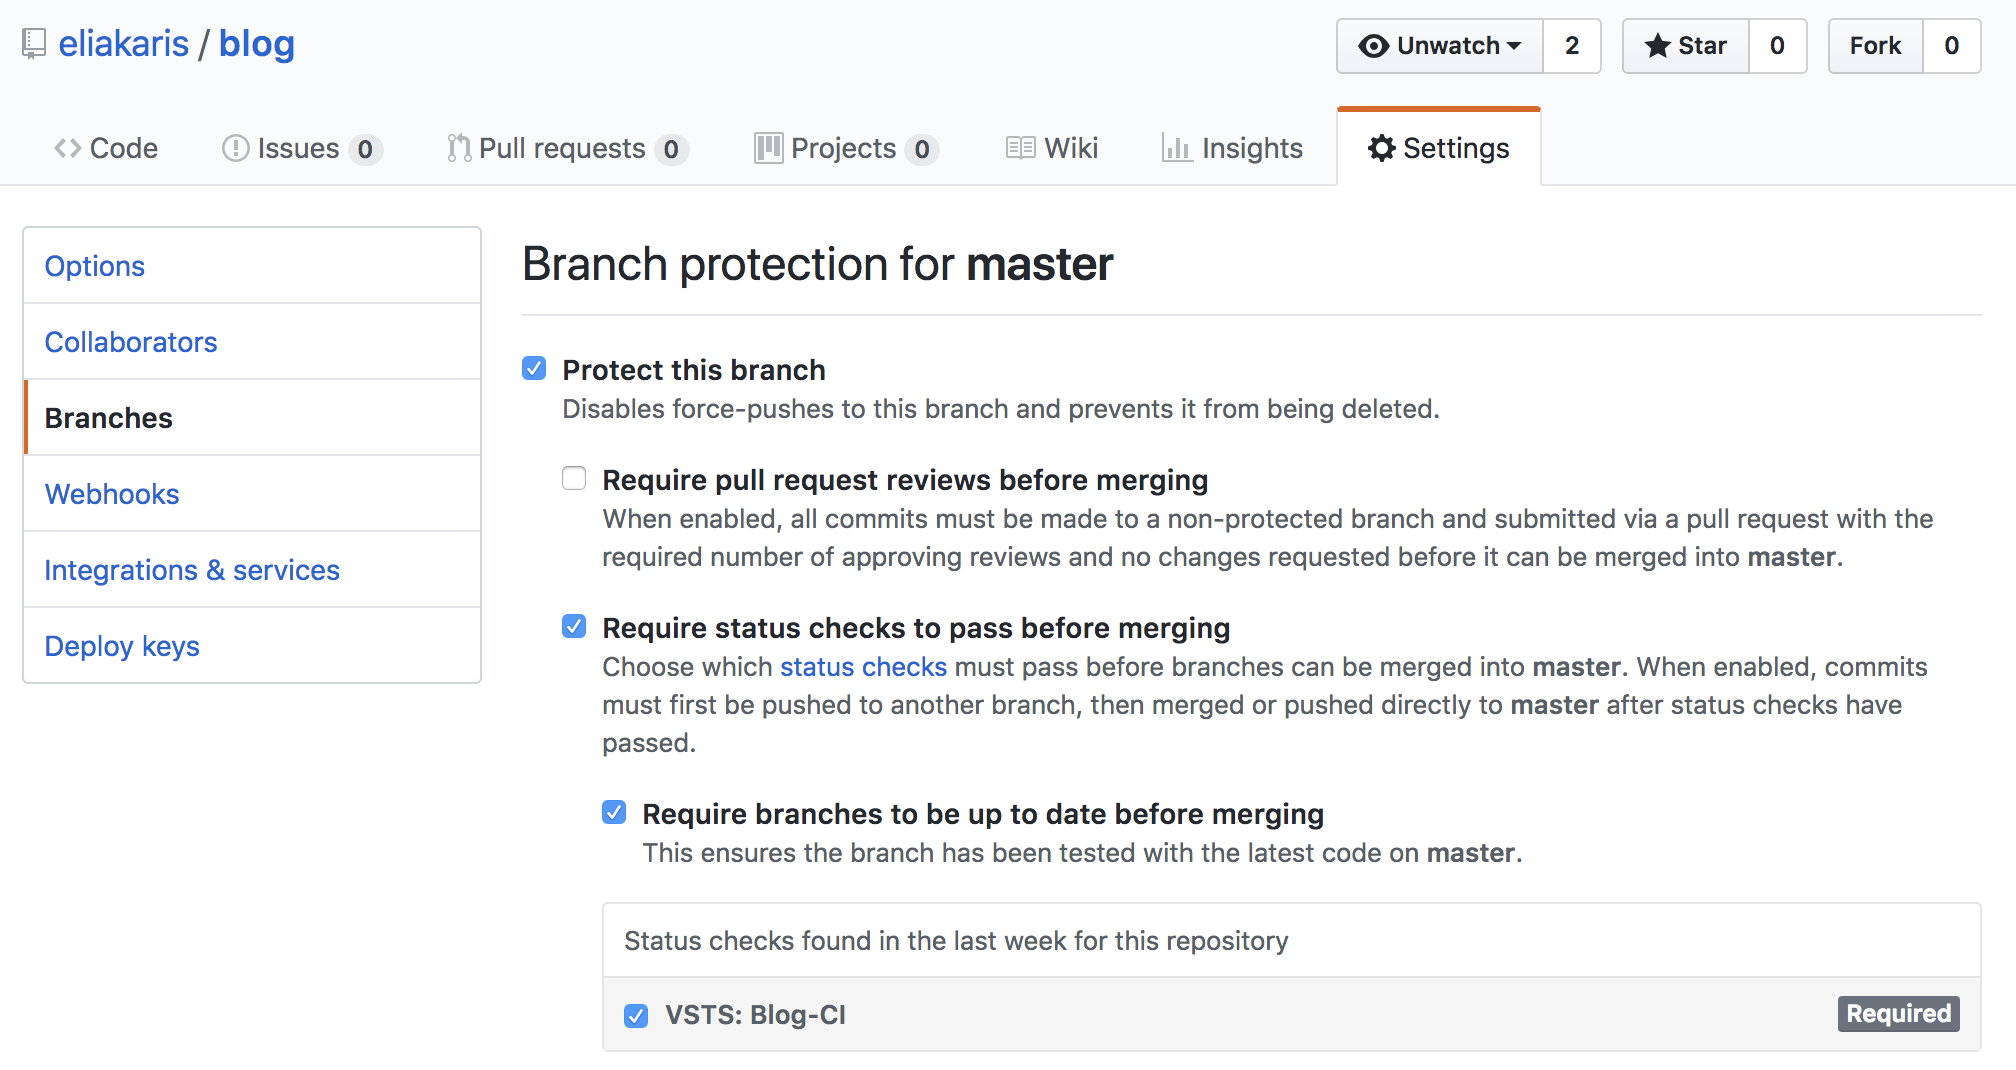 eliakaris / blog
Unwatch 2 Star 0 Fork 0
Code Issues 0 Pull requests 0 Projects 0 Wiki Insights Settings
Options
Collaborators
Branches
Webhooks
Integrations & services
Deploy keys
Branch protection for master
Protect this branch
Disables force-pushes to this branch and prevents it from being deleted.
Require pull request reviews before merging
When enabled, all commits must be made to a non-protected branch and submitted via a pull request with the
required number of approving reviews and no changes requested before it can be merged into master.
Require status checks to pass before merging
Choose which status checks must pass before branches can be merged into master. When enabled, commits
must first be pushed to another branch, then merged or pushed directly to master after status checks have
passed.
Require branches to be up to date before merging
This ensures the branch has been tested with the latest code on master.
Status checks found in the last week for this repository
VSTS: Blog-CI Required